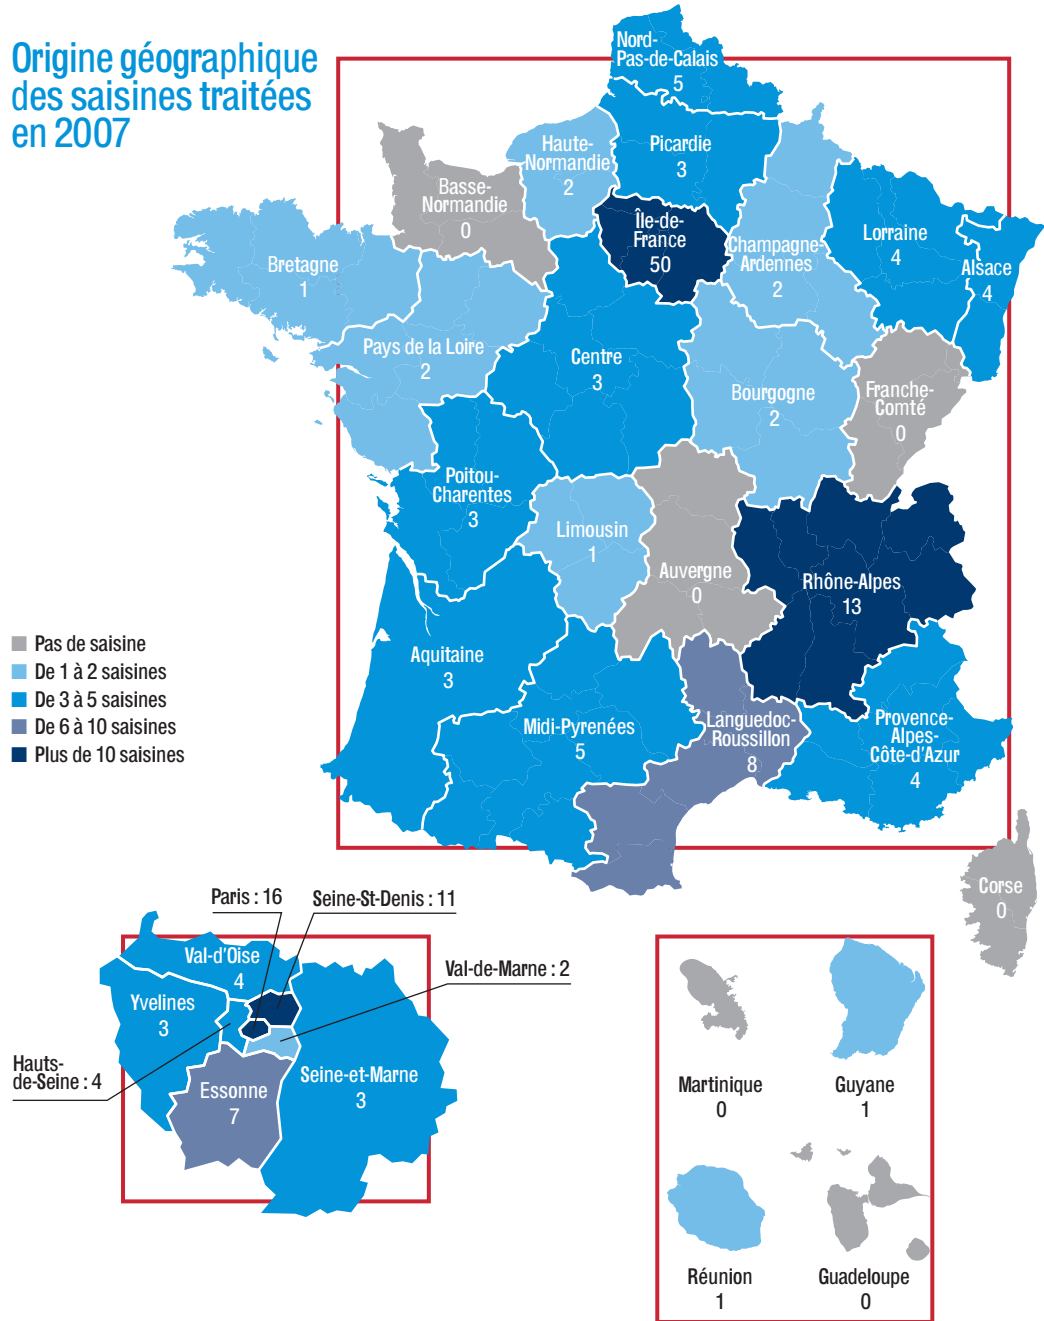 Origine géographique
des saisines traitées
en 2007
Nord-
Pas-de-Calais
5
Picardie
3
Haute-
Normandie
2
Basse-
Normandie
0
Île-de-
France
50
Champagne-
Ardennes
2
Lorraine
4
Alsace
4
Bretagne
1
Pays de la Loire
2
Centre
3
Bourgogne
2
Franche-
Comté
0
Poitou-
Charentes
3
Limousin
1
Auvergne
0
Rhône-Alpes
13
Aquitaine
3
Midi-Pyrénées
5
Languedoc-
Roussillon
8
Provence-
Alpes-
Côte-d'Azur
4
Corse
0
Pas de saisine
De 1 à 2 saisines
De 3 à 5 saisines
De 6 à 10 saisines
Plus de 10 saisines
Paris : 16
Seine-St-Denis : 11
Val-de-Marne : 2
Val-d'Oise
4
Yvelines
3
Hauts-
de-Seine : 4
Essonne
7
Seine-et-Marne
3
Martinique
0
Guyane
1
Réunion
1
Guadeloupe
0